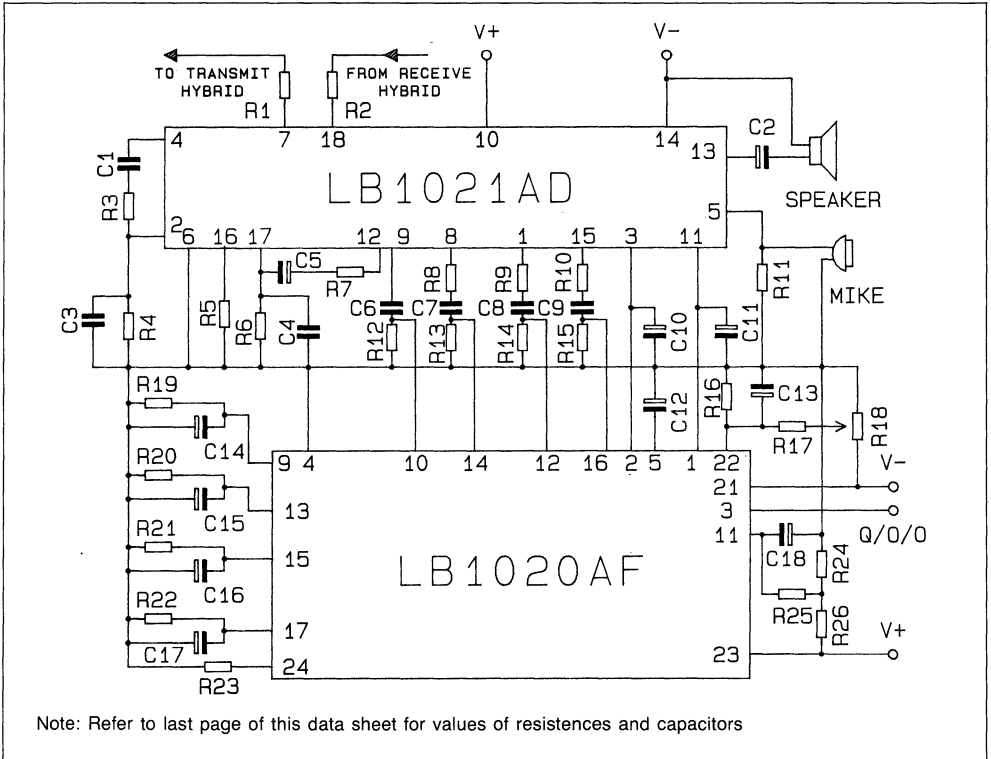 V+
V-
TO TRANSMIT
HYBRID
FROM RECEIVE
HYBRID
R1
R2
4
7
18
10
14
13
C2
C1
LB1021AD
SPEAKER
R3
5
2
6
16
17
12
9
8
1
15
3
11
C5
R7
R8
R9
R10
R11
MIKE
C3
R4
R5
R6
C4
C6
C7
C8
C9
C10
C11
R12
R13
R14
R15
R19
C12
R16
C13
R18
C14
R17
R20
9
4
10
14
12
16
2
5
1
22
V-
21
C15
13
3
Q/O/O
R21
11
C18
R24
15
LB1020AF
C16
R22
R25
R26
17
C17
V+
24
23
R23
Note: Refer to last page of this data sheet for values of resistences and capacitors